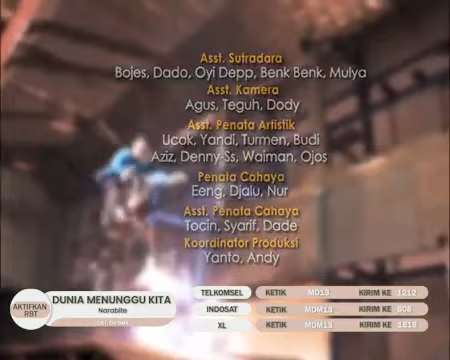 Asst. Sutradara
Bojes, Dado, Oyi Depp, Benk Benk, Mulya
Asst. Kamera
Agus, Teguh, Dody
Asst. Penata Artistik
Ucok, Yandi, Turmen, Budi
Aziz, Denny-Ss, Waiman, Ojos
Penata Cahaya
Eeng, Djalu, Nur
Asst. Penata Cahaya
Tocin, Syarif, Dade
Koordinator Produksi
Yanto, Andy
AKTIFKAN
RBT
DUNIA MENUNGGU KITA
Narabite
TELKOMSEL KETIK MD13 KIRIM KE 1212
INDOSAT KETIK MDM13 KIRIM KE 808
XL KETIK MDM13 KIRIM KE 1818